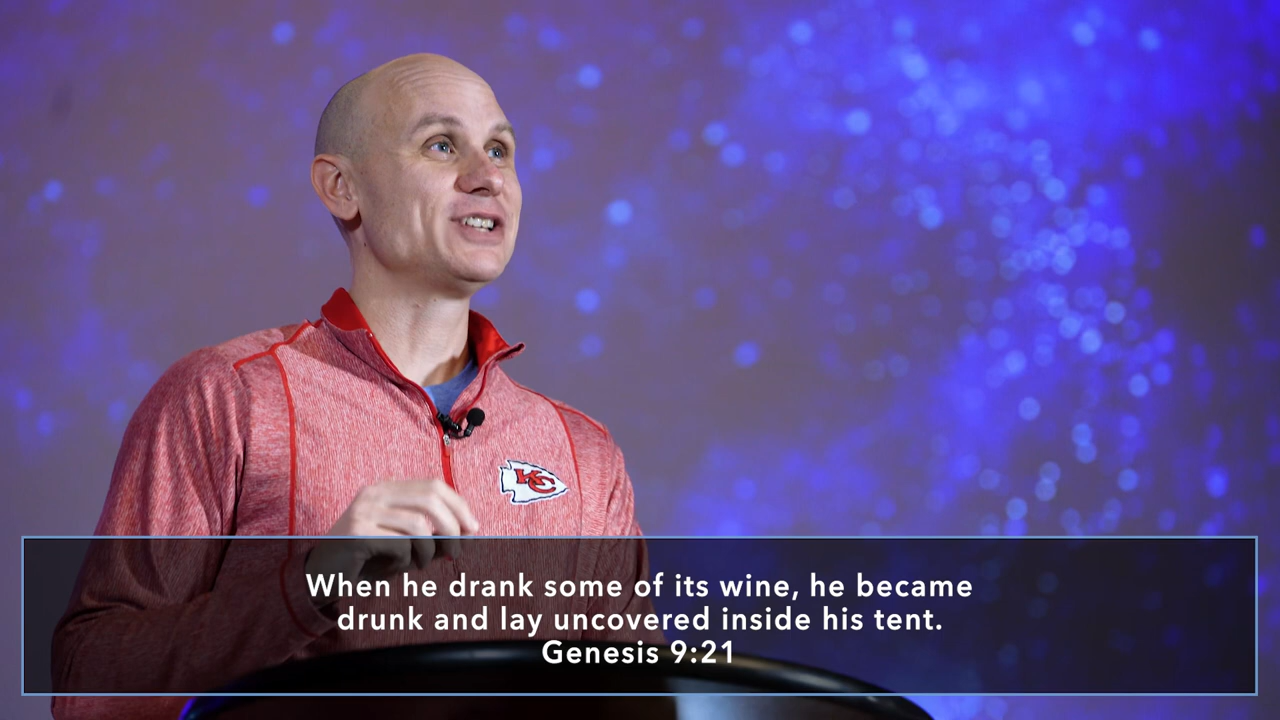 KC
When he drank some of its wine, he became
drunk and lay uncovered inside his tent.
Genesis 9:21